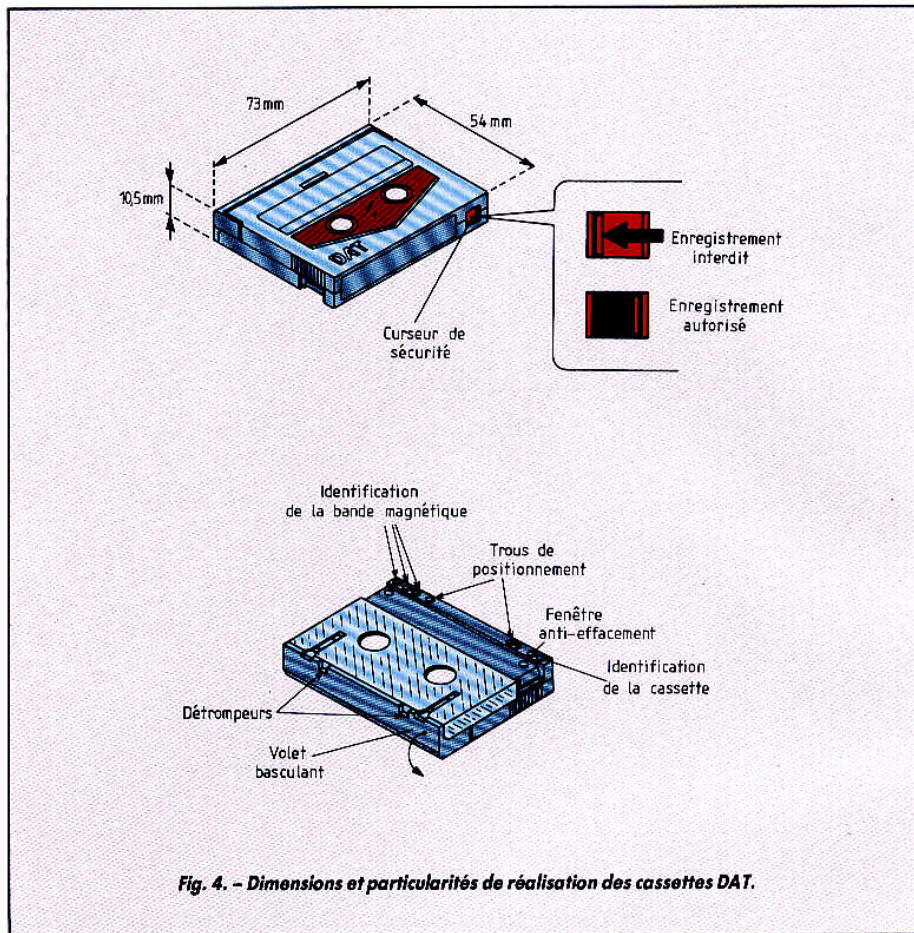 73mm
54 mm
10,5mm
DAT
Enregistrement
interdit
Enregistrement
autorisé
Curseur de
sécurité
Identification
de la bande magnétique
Trous de
positionnement
Fenêtre
anti-effacement
Identification
de la cassette
Détrompeurs
Volet
basculant
Fig. 4. – Dimensions et particularités de réalisation des cassettes DAT.